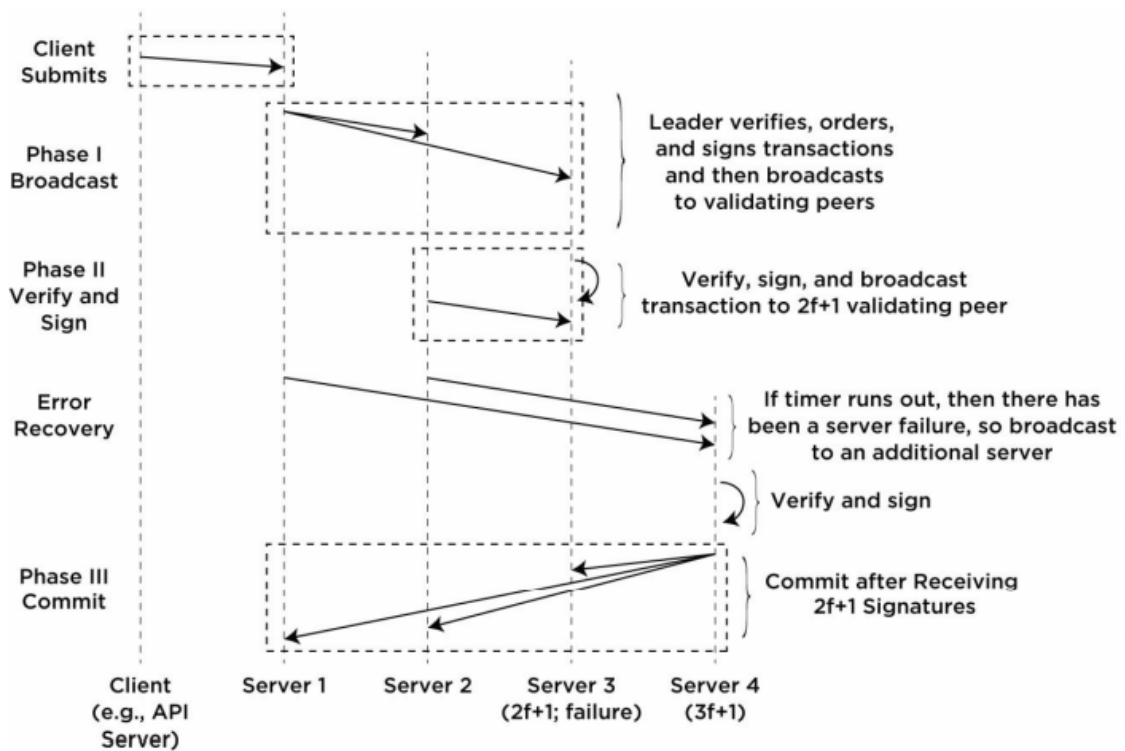 Client
Submits
Phase I
Broadcast
Leader verifies, orders,
and signs transactions
and then broadcasts
to validating peers
Phase II
Verify and
Sign
Verify, sign, and broadcast
transaction to 2f+1 validating peer
Error
Recovery
If timer runs out, then there has
been a server failure, so broadcast
to an additional server
Verify and sign
Phase III
Commit
Commit after Receiving
2f+1 Signatures
Client
(e.g., API
Server)
Server 1
Server 2
Server 3
(2f+1; failure)
Server 4
(3f+1)